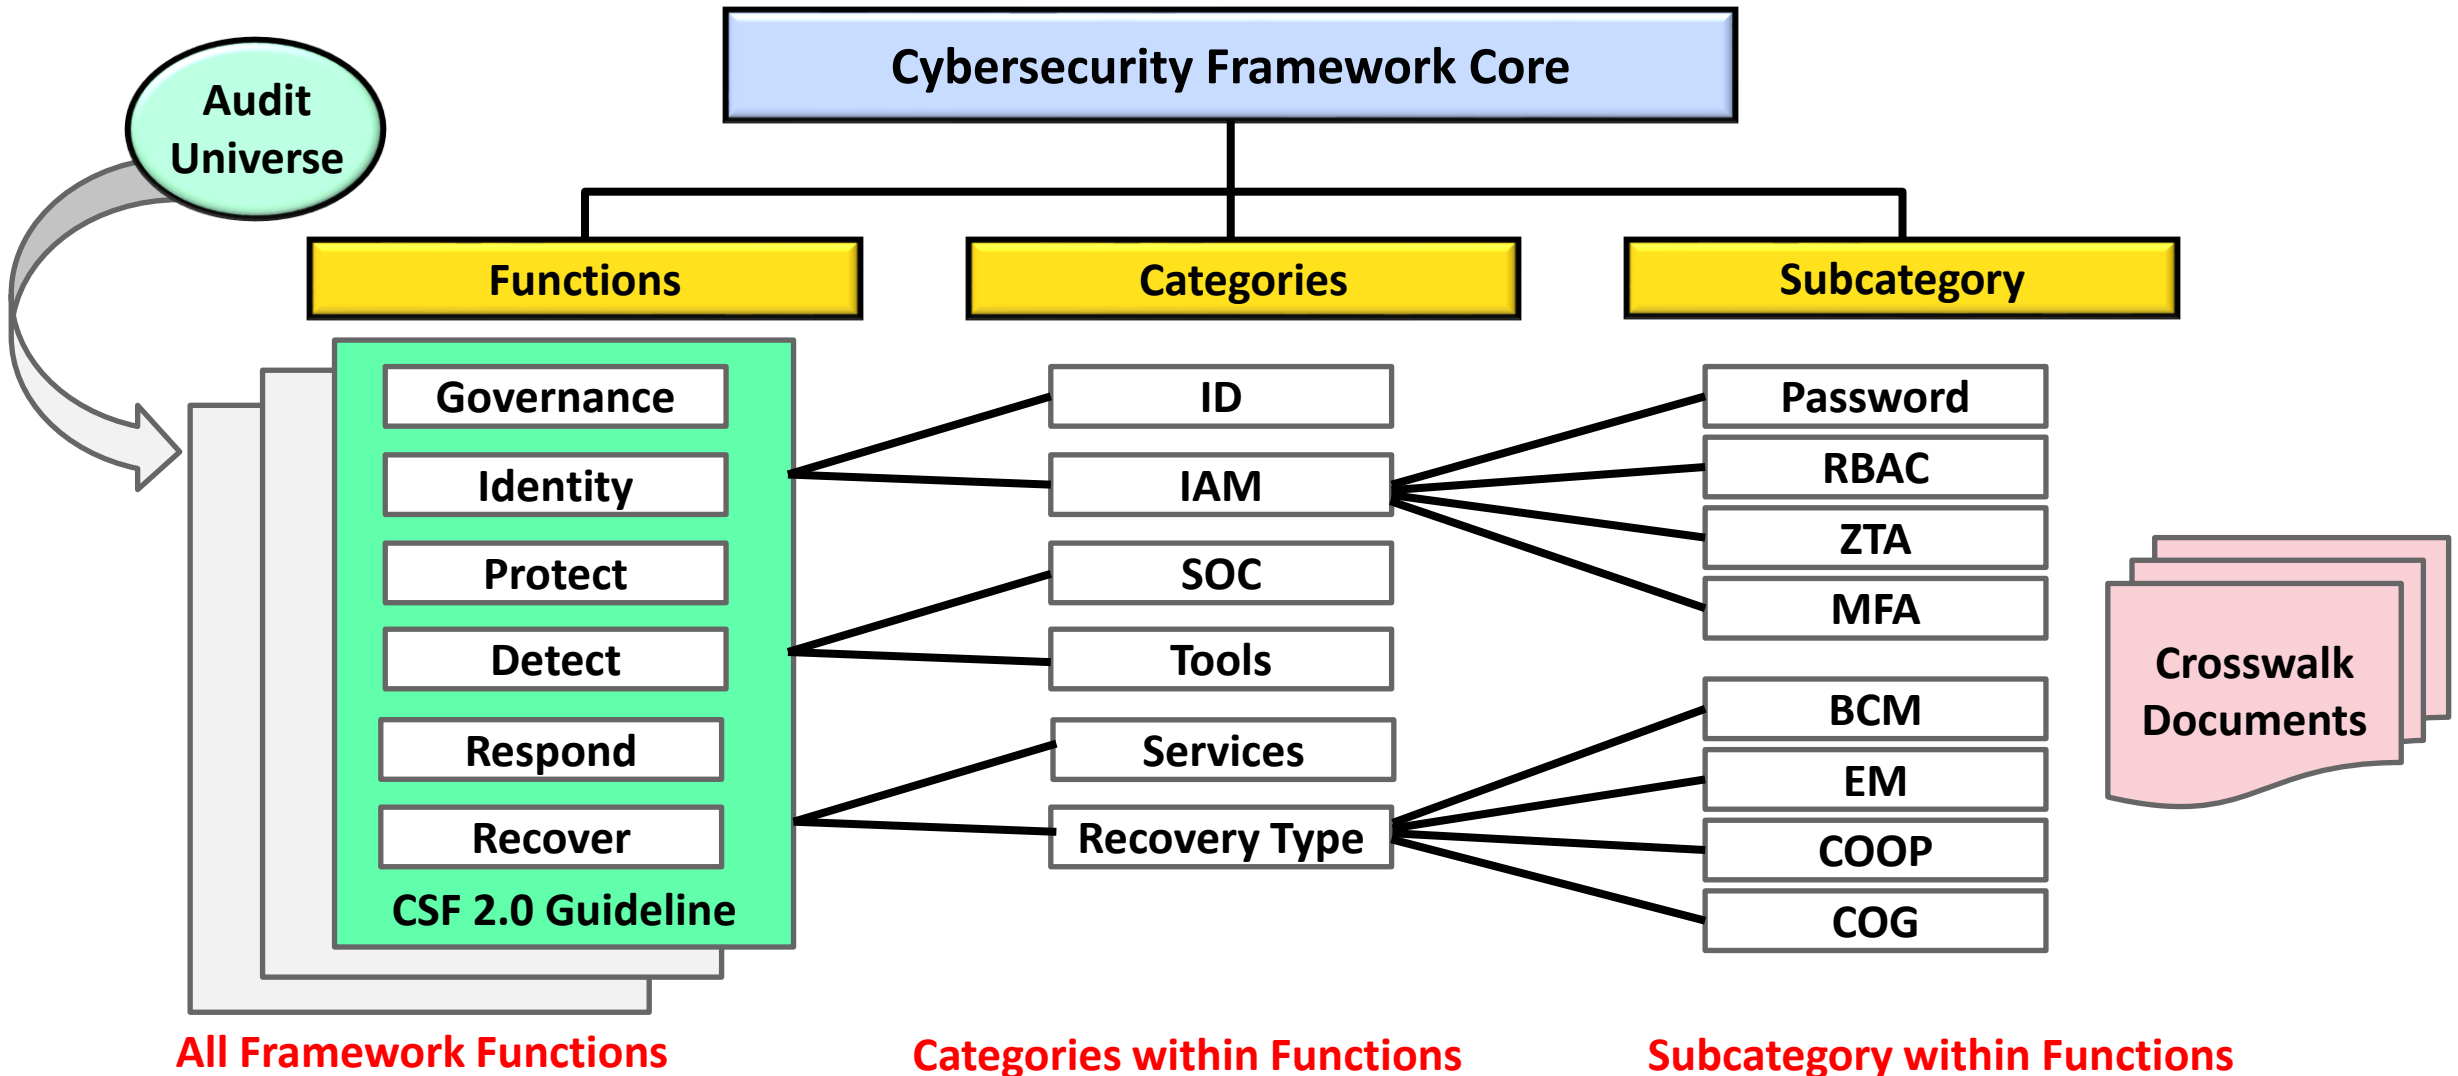 Cybersecurity Framework Core
Audit
Universe
Functions
Categories
Subcategory
Governance
Identity
Protect
Detect
Respond
Recover
CSF 2.0 Guideline
ID
IAM
SOC
Tools
Services
Recovery Type
Password
RBAC
ZTA
MFA
BCM
EM
COOP
COG
Crosswalk
Documents
All Framework Functions
Categories within Functions
Subcategory within Functions